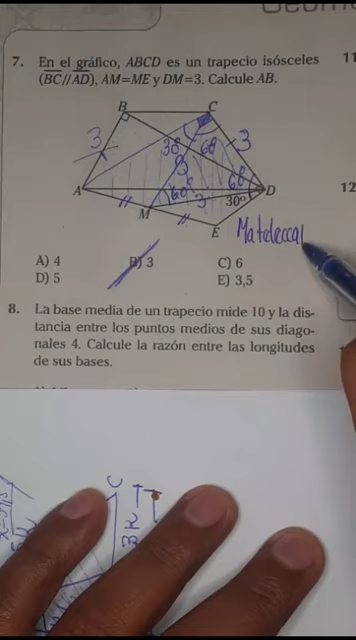 7. En el gráfico, ABCD es un trapecio isósceles 11
(BC//AD), AM=ME y DM=3. Calcule AB.
B
C
3
3
38
68
3
68
60°
3
A
D
30°
M
E
12
A) 4 B) 3 C) 6
D) 5 E) 3,5
8. La base media de un trapecio mide 10 y la dis-
tancia entre los puntos medios de sus diago-
nales 4. Calcule la razón entre las longitudes
de sus bases.
C